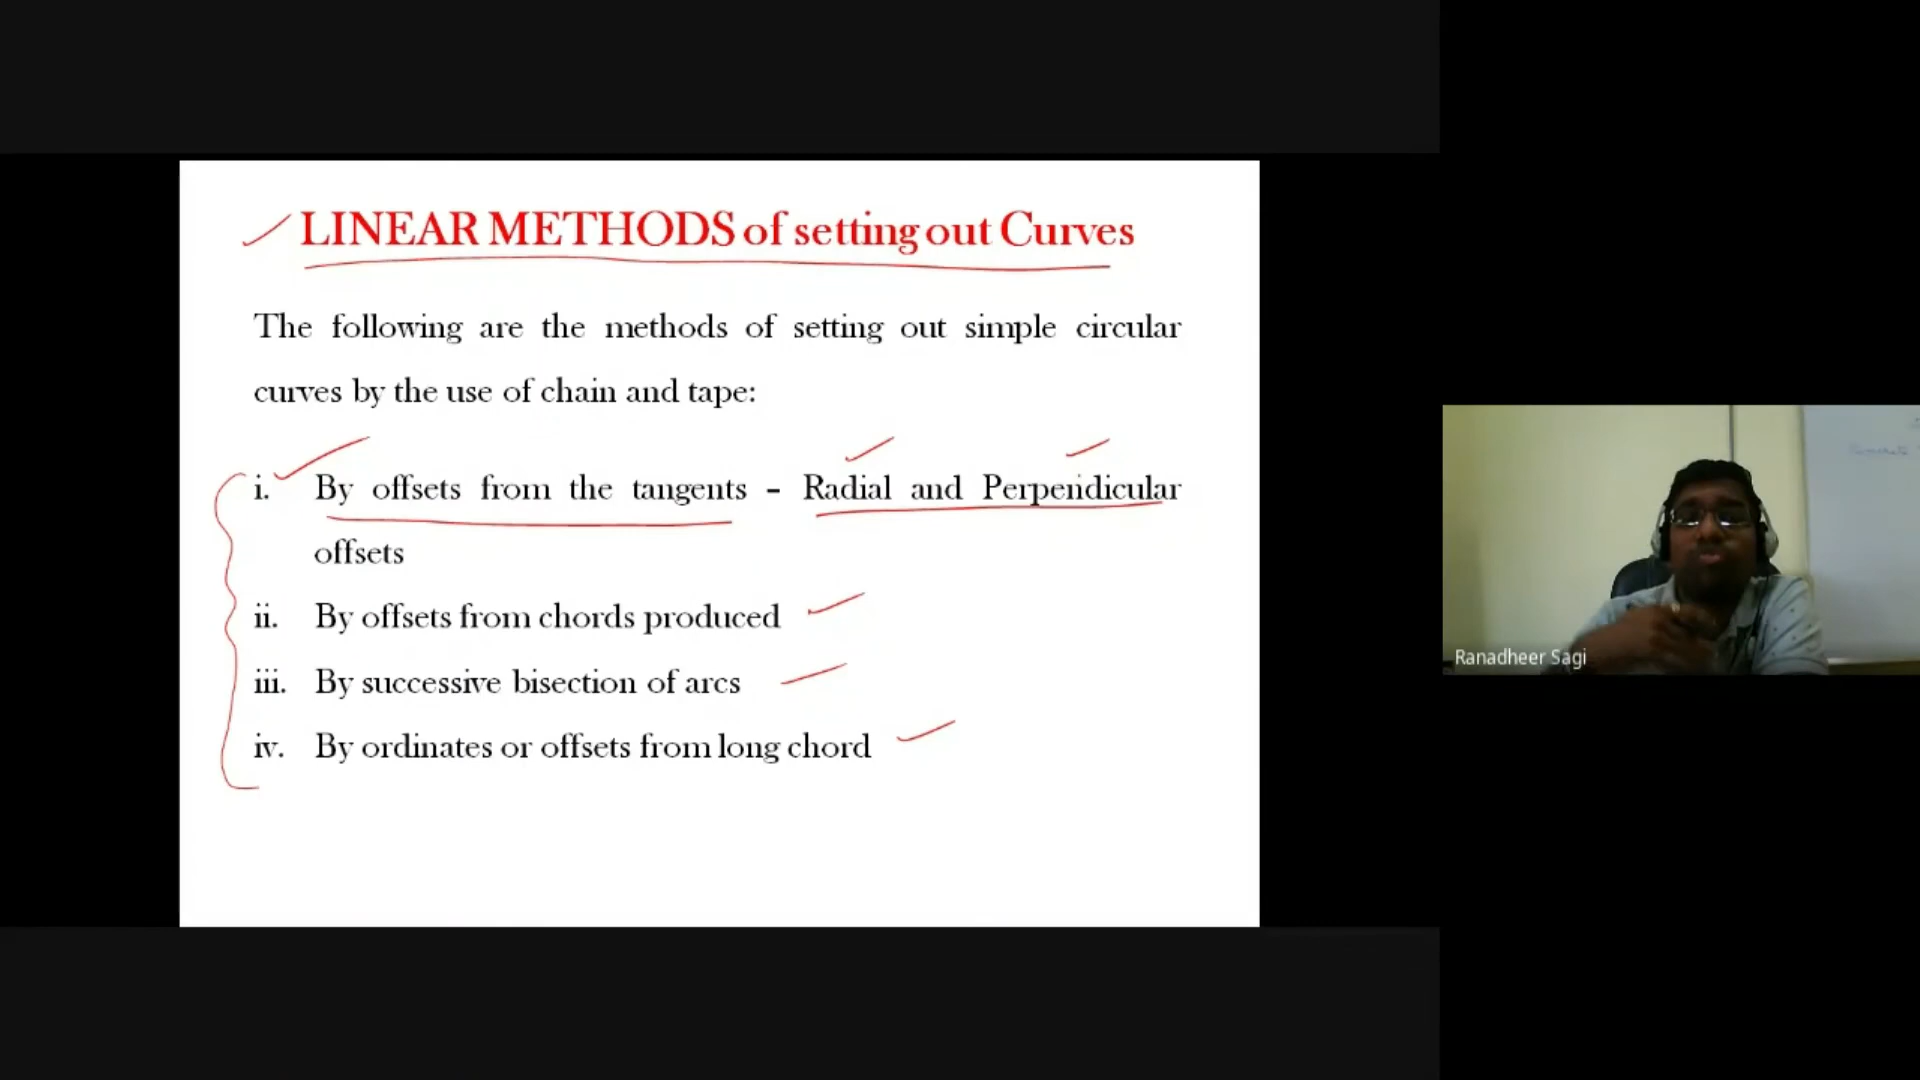 LINEAR METHODS of setting out Curves
The following are the methods of setting out simple circular
curves by the use of chain and tape:
i. By offsets from the tangents - Radial and Perpendicular
offsets
ii. By offsets from chords produced
iii. By successive bisection of arcs
iv. By ordinates or offsets from long chord
Ranadheer Sagi